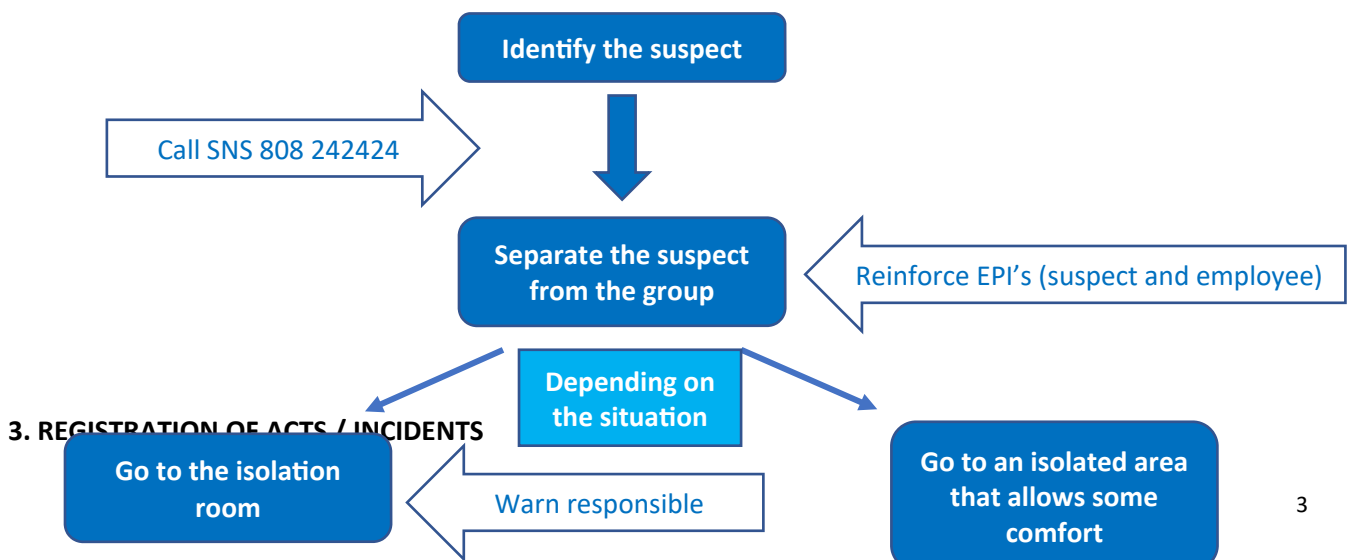 Identify the suspect
Call SNS 808 242424
Separate the suspect
from the group
Reinforce EPI’s (suspect and employee)
Depending on
the situation
3. REGISTRATION OF ACTS / INCIDENTS
Go to the isolation
room
Warn responsible
Go to an isolated area
that allows some
comfort
3